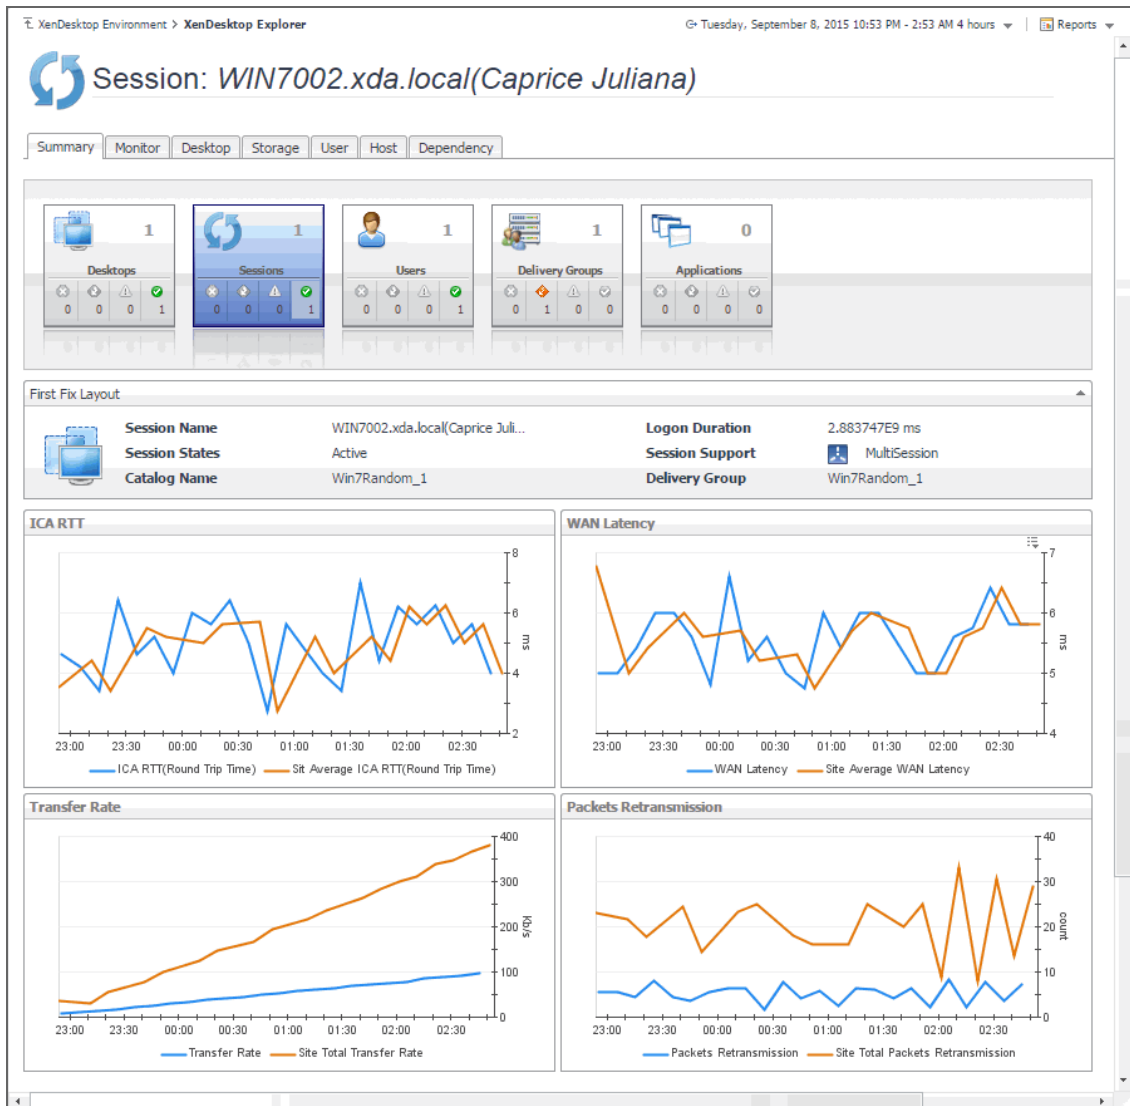 XenDesktop Environment > XenDesktop Explorer
Tuesday, September 8, 2015 10:53 PM - 2:53 AM 4 hours
Reports
Session: WIN7002.xda.local(Caprice Juliana)
Summary Monitor Desktop Storage User Host Dependency
1 1 1 1 0
Desktops Sessions Users Delivery Groups Applications
0 0 0 1 0 0 0 1 0 0 0 1 0 1 0 0 0 0 0 0
First Fix Layout
Session Name WIN7002.xda.local(Caprice Juli... Logon Duration 2.883747E9 ms
Session States Active Session Support MultiSession
Catalog Name Win7Random_1 Delivery Group Win7Random_1
ICA RTT
8
6
ms
4
2
23:00 23:30 00:00 00:30 01:00 01:30 02:00 02:30
ICA RTT(Round Trip Time) Sit Average ICA RTT(Round Trip Time)
WAN Latency
7
6
ms
5
4
23:00 23:30 00:00 00:30 01:00 01:30 02:00 02:30
WAN Latency Site Average WAN Latency
Transfer Rate
400
300
200
Kb/s
100
0
23:00 23:30 00:00 00:30 01:00 01:30 02:00 02:30
Transfer Rate Site Total Transfer Rate
Packets Retransmission
40
30
20
count
10
0
23:00 23:30 00:00 00:30 01:00 01:30 02:00 02:30
Packets Retransmission Site Total Packets Retransmission